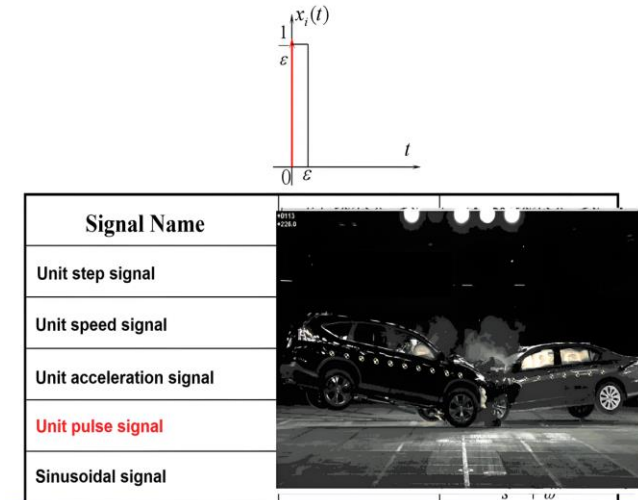 x_i(t)
1
ε
t
0 ε
Signal Name
Unit step signal
Unit speed signal
Unit acceleration signal
Unit pulse signal
Sinusoidal signal